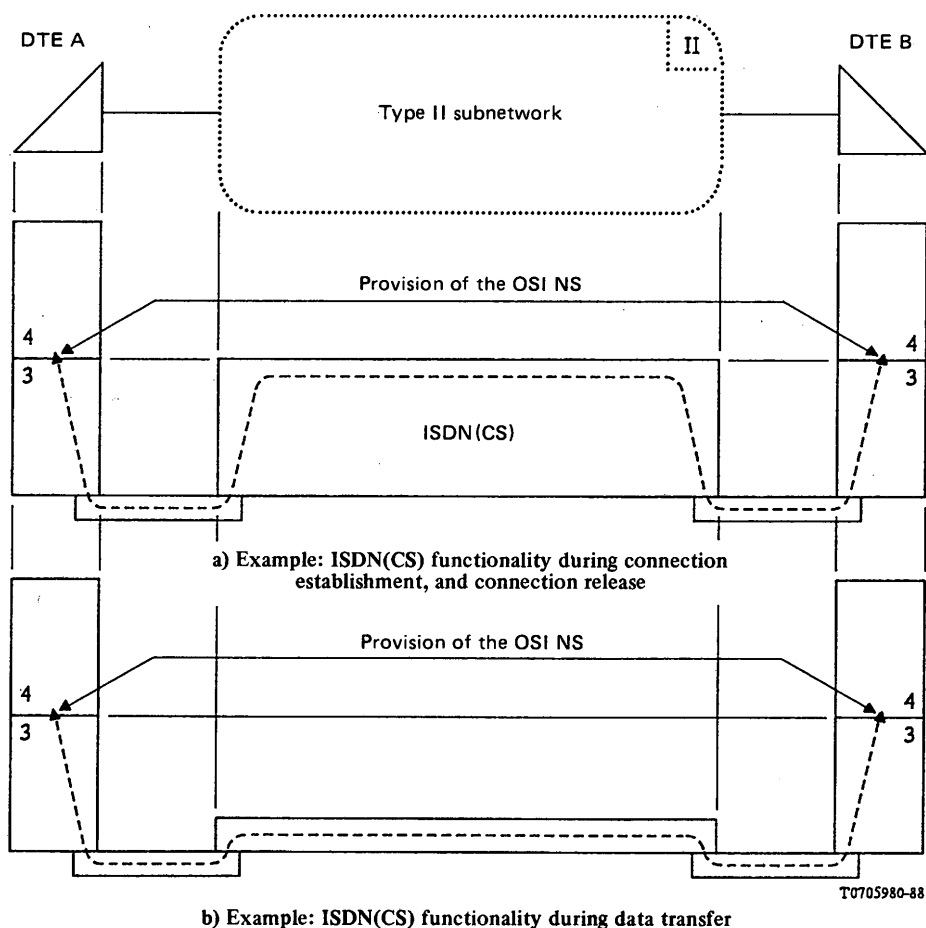 DTE A
II
DTE B
Type II subnetwork
Provision of the OSI NS
4
4
3
3
ISDN(CS)
a) Example: ISDN(CS) functionality during connection
establishment, and connection release
Provision of the OSI NS
4
4
3
3
T0705980-88
b) Example: ISDN(CS) functionality during data transfer